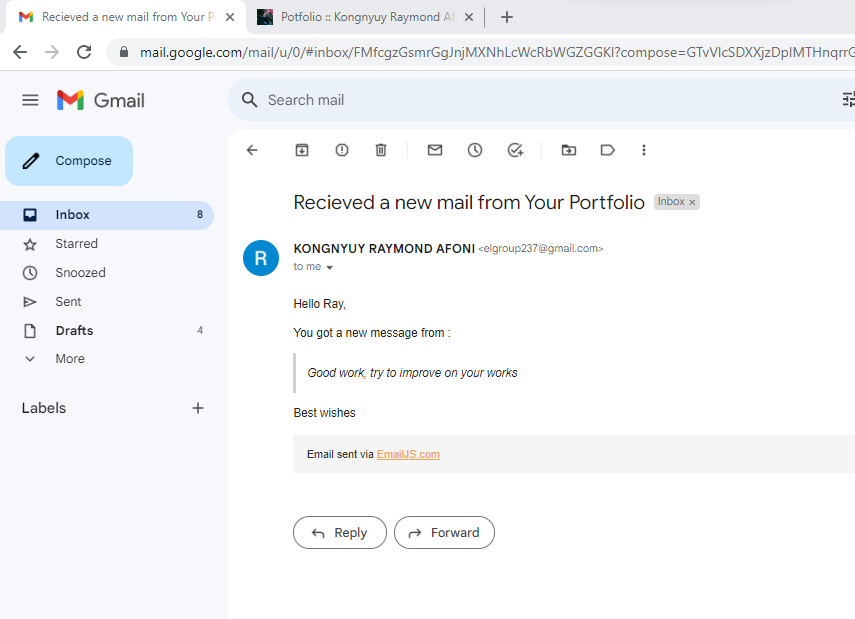 Recieved a new mail from Your P
Potfolio :: Kongnyuy Raymond Af
mail.google.com/mail/u/0/#inbox/FMfcgzGsmrGgJnjMXNhLcWcRbWGZGGKl?compose=GTvVlcSDXXjzDplMTHnqrrG
Gmail
Search mail
Compose
Inbox 8
Starred
Snoozed
Sent
Drafts 4
More
Labels
Recieved a new mail from Your Portfolio Inbox ×
R
KONGNYUY RAYMOND AFONI <elgroup237@gmail.com>
to me
Hello Ray,
You got a new message from :
Good work, try to improve on your works
Best wishes
Email sent via EmailJS.com
Reply Forward